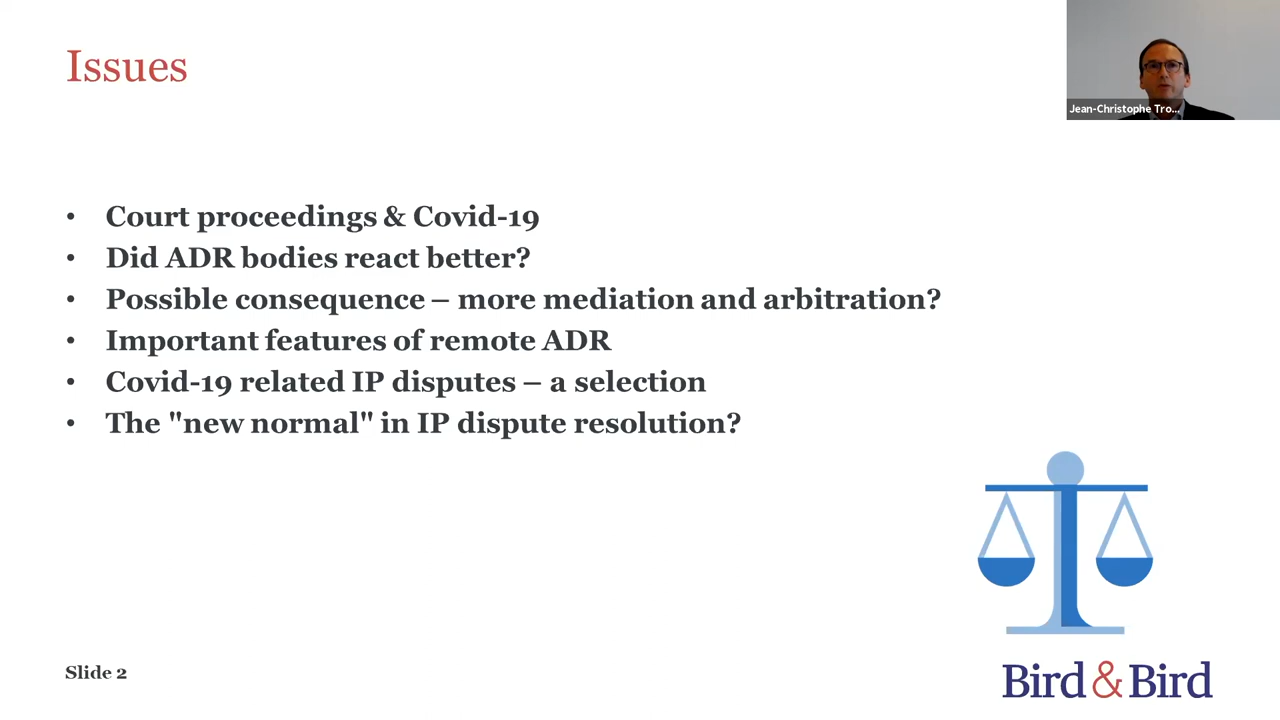 Issues
Jean-Christophe Tro...
• Court proceedings & Covid-19
• Did ADR bodies react better?
• Possible consequence – more mediation and arbitration?
• Important features of remote ADR
• Covid-19 related IP disputes – a selection
• The "new normal" in IP dispute resolution?
Slide 2
Bird & Bird